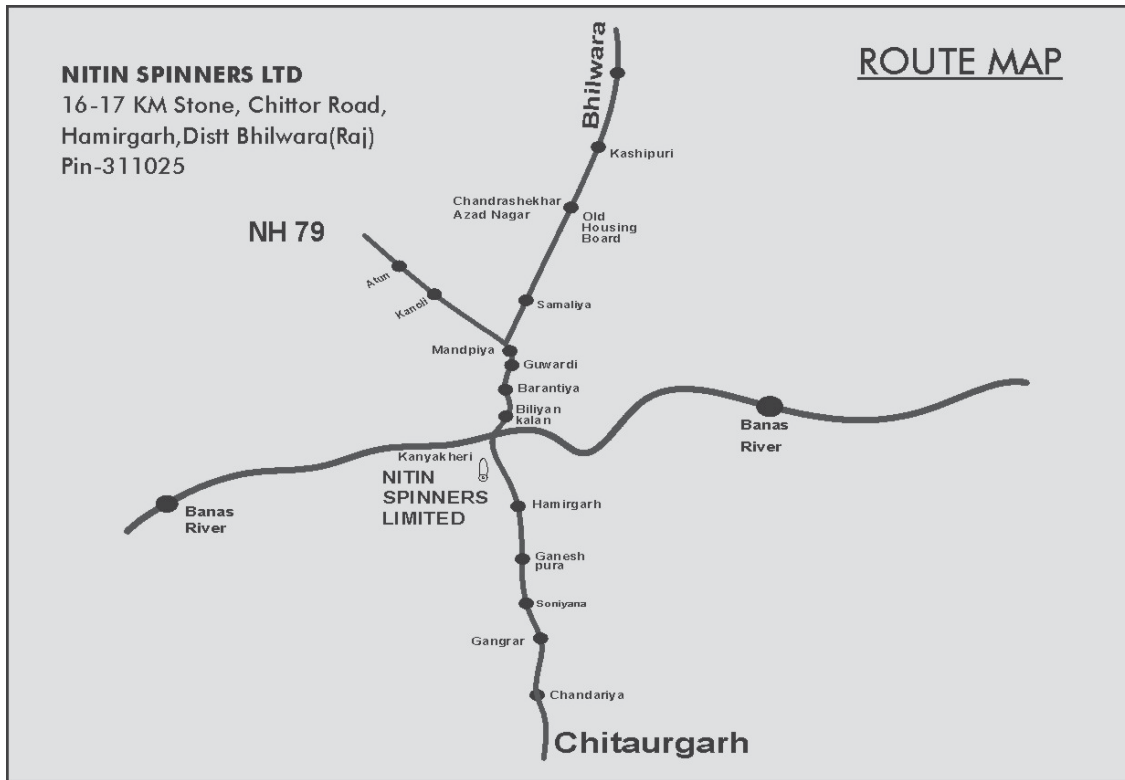 ROUTE MAP
NITIN SPINNERS LTD
16-17 KM Stone, Chittor Road,
Hamirgarh,Distt Bhilwara(Raj)
Pin-311025
Bhilwara
Kashipuri
Chandrashekhar
Azad Nagar
Old
Housing
Board
NH 79
Atun
Kanoli
Samaliya
Mandpiya
Guwardi
Barantiya
Biliyan
kalan
Banas
River
Kanyakheri
NITIN
SPINNERS
LIMITED
Banas
River
Hamirgarh
Ganesh
pura
Soniyana
Gangrar
Chandariya
Chitaurgarh